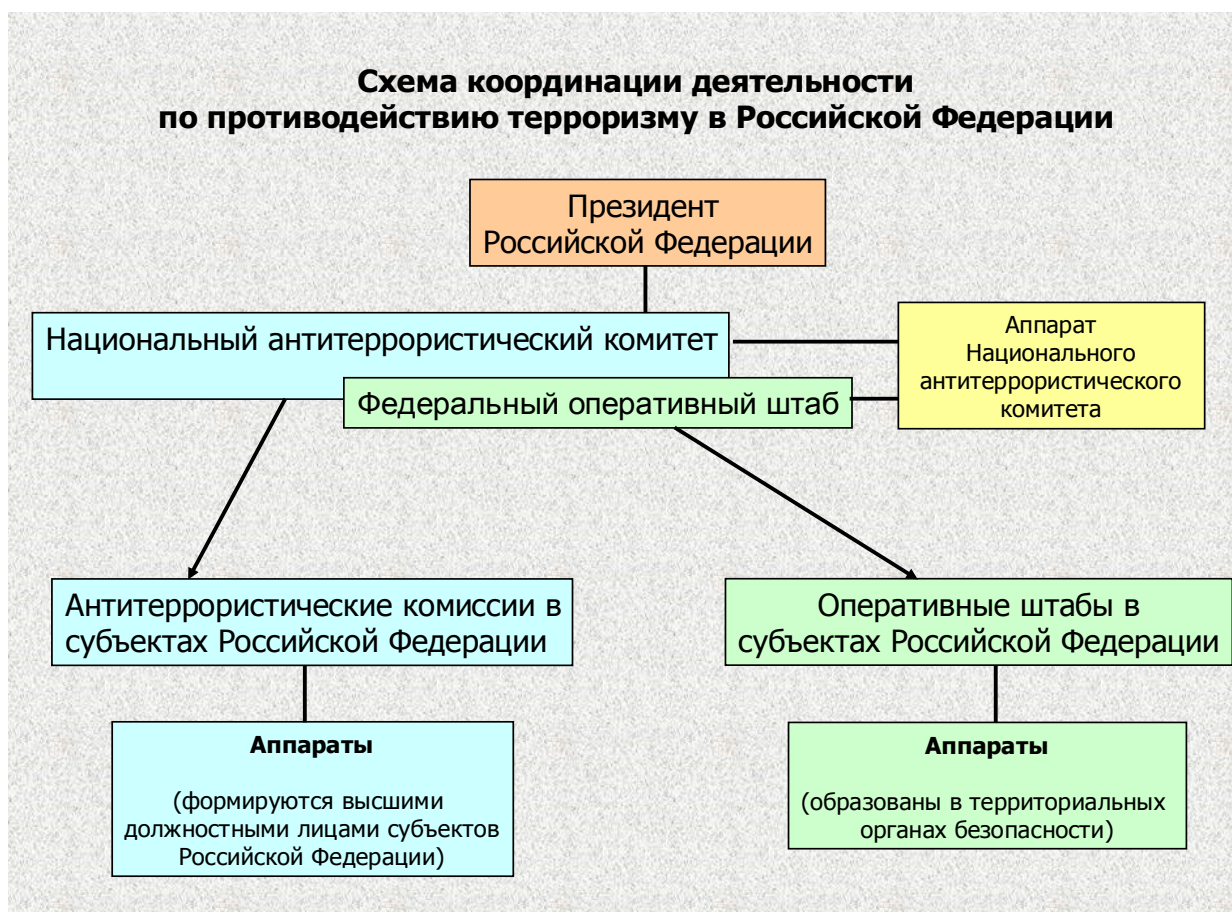 Схема координации деятельности
по противодействию терроризму в Российской Федерации
Президент
Российской Федерации
Национальный антитеррористический комитет
Федеральный оперативный штаб
Аппарат
Национального
антитеррористического
комитета
Антитеррористические комиссии в
субъектах Российской Федерации
Оперативные штабы в
субъектах Российской Федерации
Аппараты
(формируются высшими
должностными лицами субъектов
Российской Федерации)
Аппараты
(образованы в территориальных
органах безопасности)